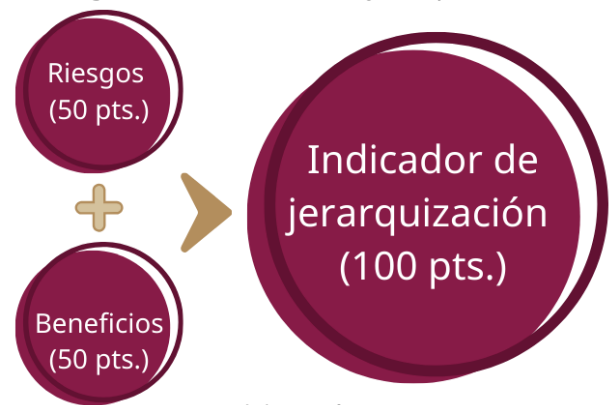 Riesgos
(50 pts.)
Beneficios
(50 pts.)
Indicador de
jerarquización
(100 pts.)